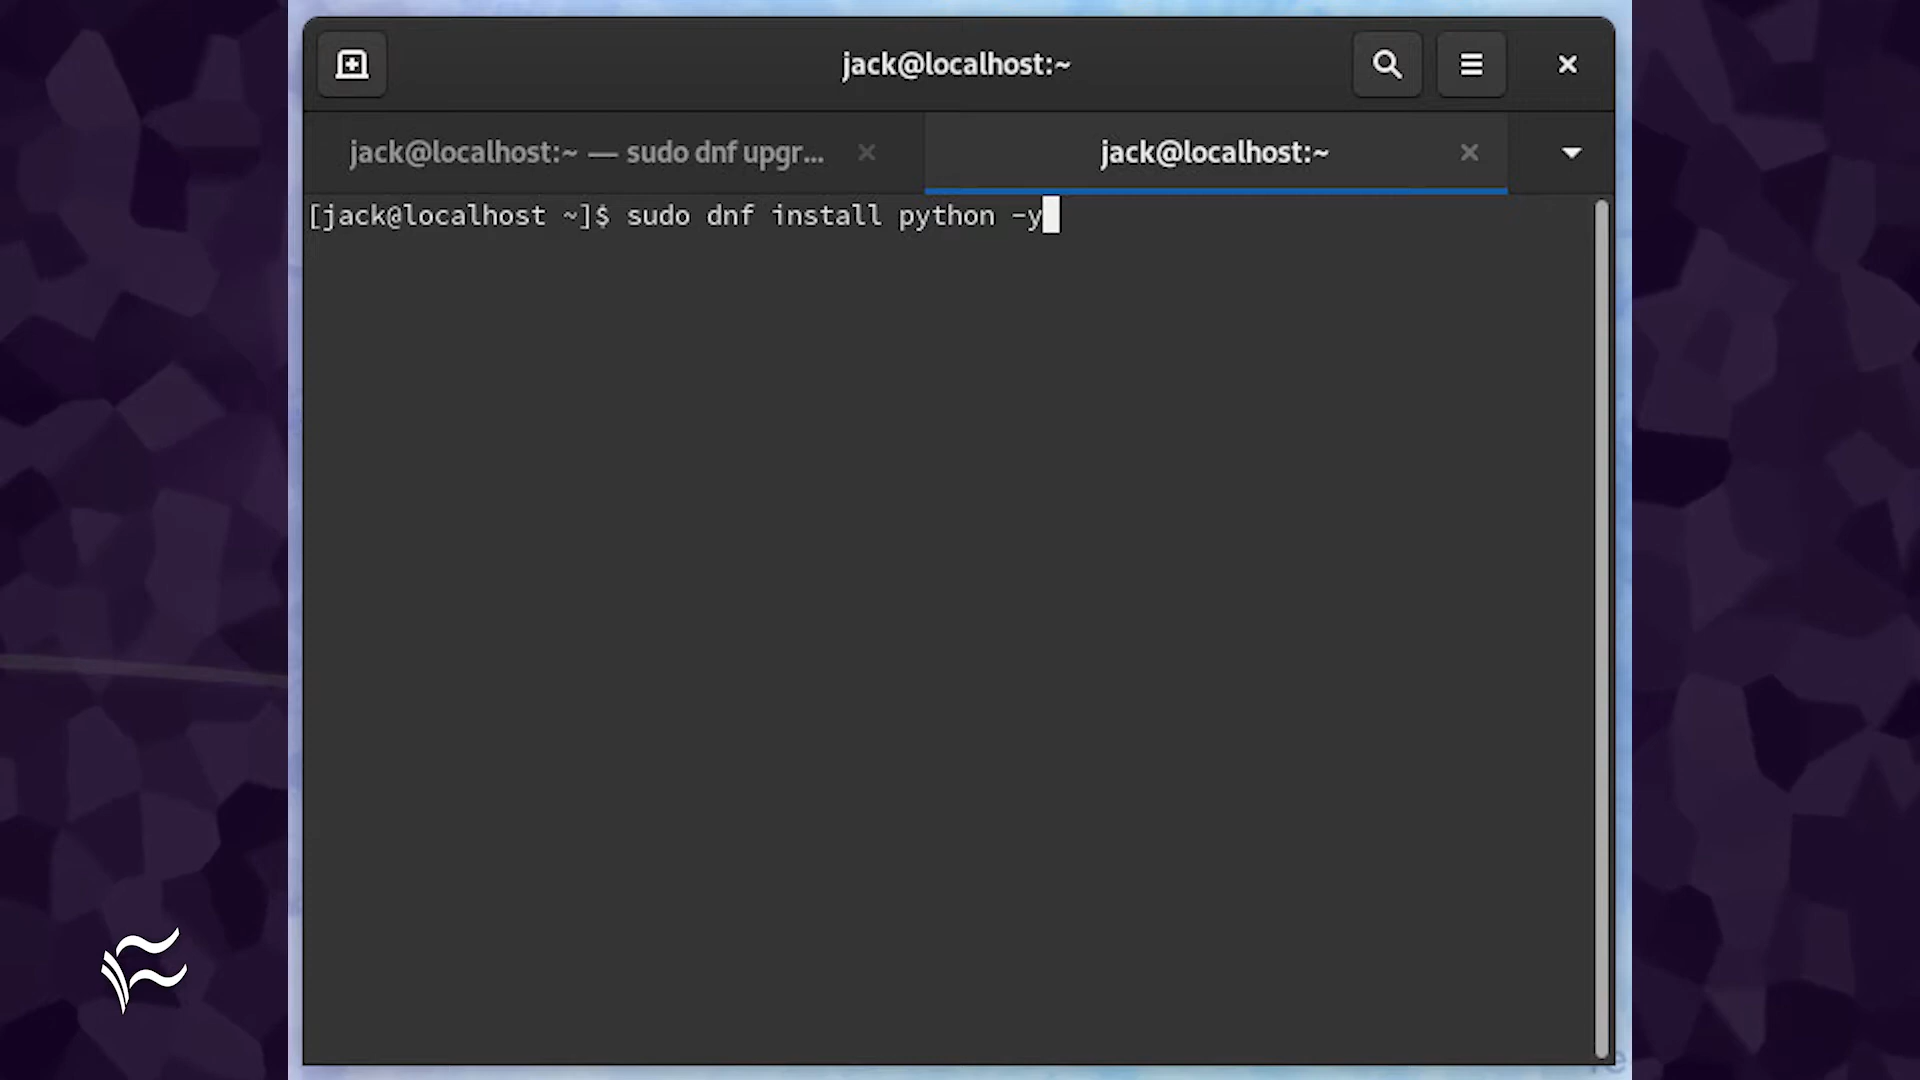 jack@localhost:~
jack@localhost:~ — sudo dnf upgr...
jack@localhost:~
[jack@localhost ~]$ sudo dnf install python -y